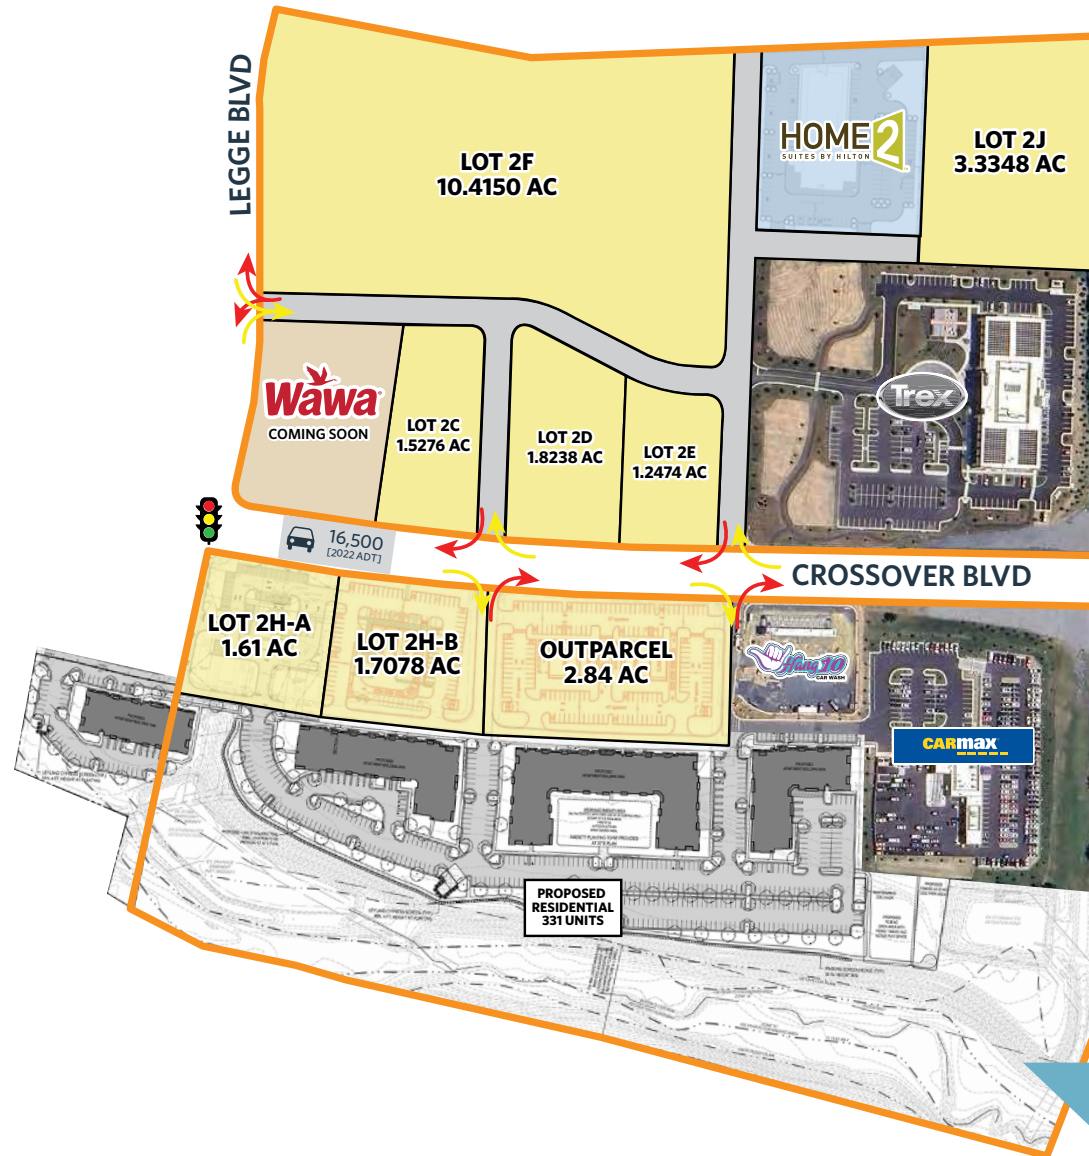 LEGGE BLVD
LOT 2F
10.4150 AC
HOME 2
SUITES BY HILTON
LOT 2J
3.3348 AC
Trex
Wawa
COMING SOON
LOT 2C
1.5276 AC
LOT 2D
1.8238 AC
LOT 2E
1.2474 AC
16,500
[2022 ADT]
CROSSOVER BLVD
LOT 2H-A
1.61 AC
LOT 2H-B
1.7078 AC
OUTPARCEL
2.84 AC
Hang 10
CAR WASH
CARMAX
PROPOSED
RESIDENTIAL
331 UNITS